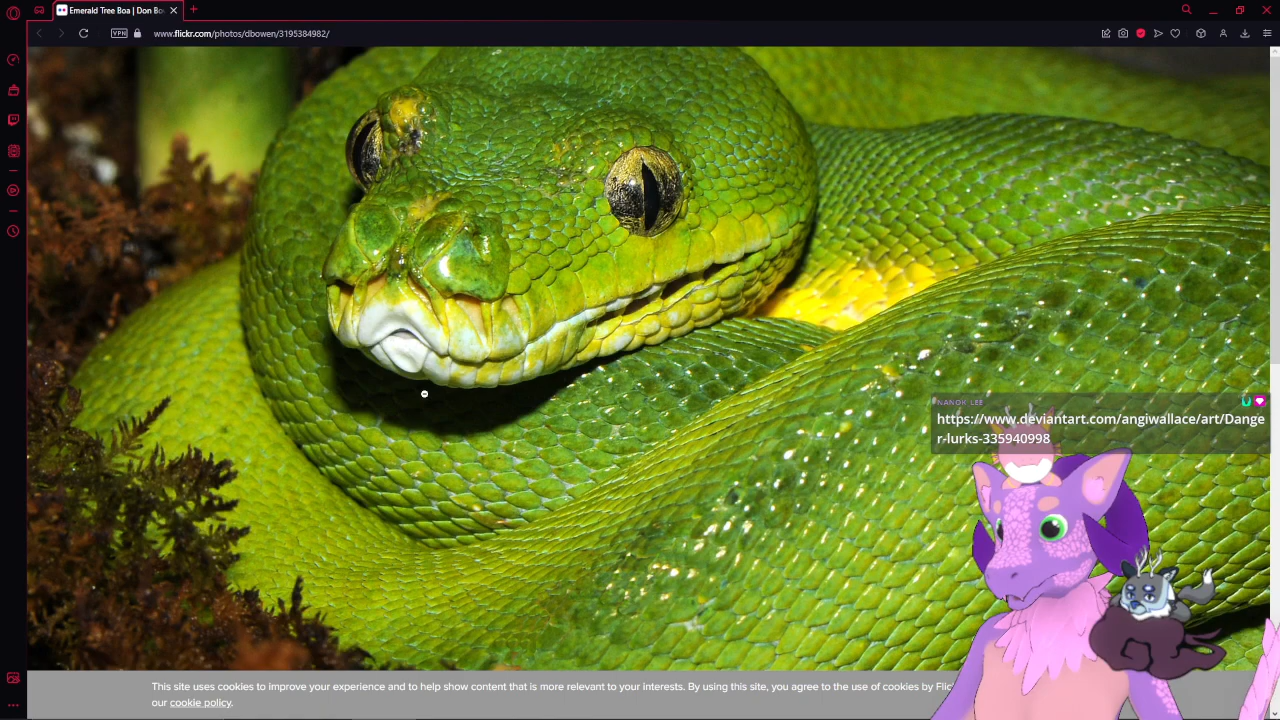 Emerald Tree Boa | Don Bo
VPN
www.flickr.com/photos/dbowen/3195384982/
NANOK LEE
https://www.deviantart.com/angiwallace/art/Dange
r-lurks-335940998
This site uses cookies to improve your experience and to help show content that is more relevant to your interests. By using this site, you agree to the use of cookies by Flic
our cookie policy.